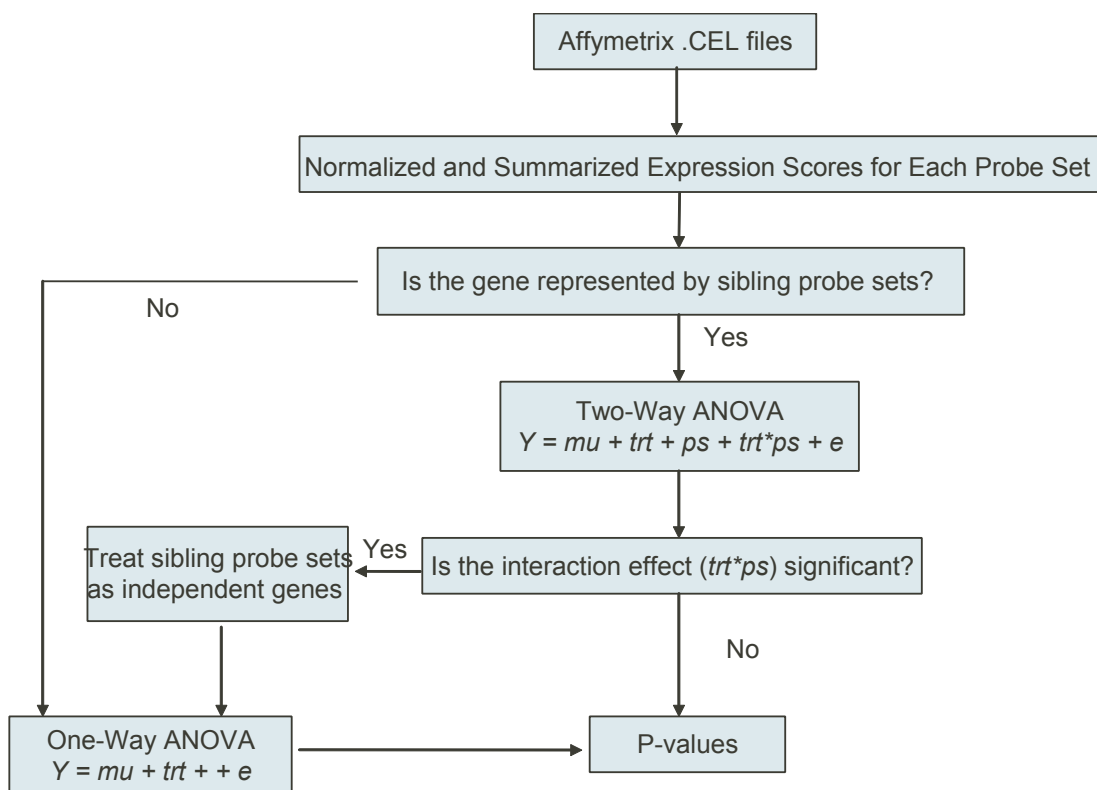 Affymetrix .CEL files
Normalized and Summarized Expression Scores for Each Probe Set
Is the gene represented by sibling probe sets?
No
Yes
Two-Way ANOVA
Y = mu + trt + ps + trt*ps + e
Treat sibling probe sets
as independent genes
Yes
Is the interaction effect (trt*ps) significant?
No
One-Way ANOVA
Y = mu + trt + + e
P-values